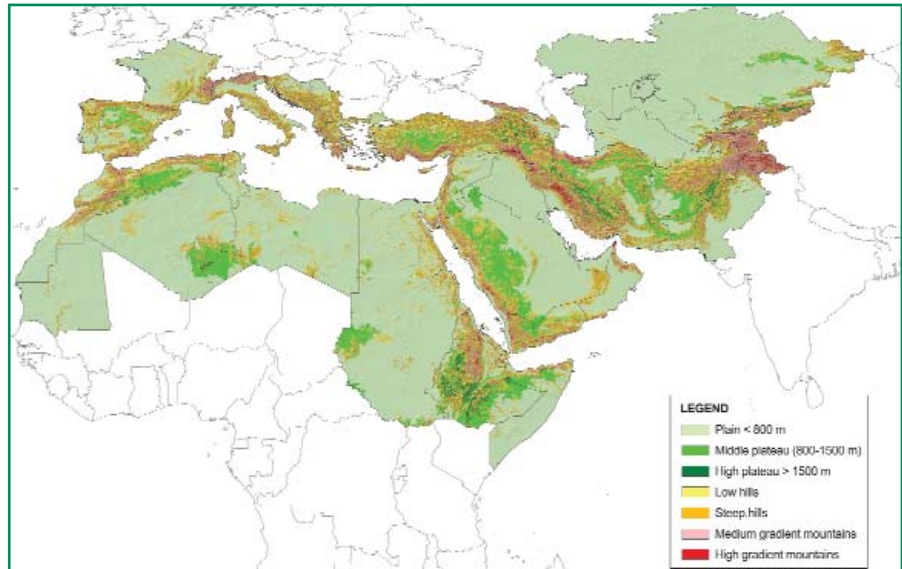 LEGEND
Plain < 800 m
Middle plateau (800-1500 m)
High plateau > 1500 m
Low hills
Steep hills
Medium gradient mountains
High gradient mountains